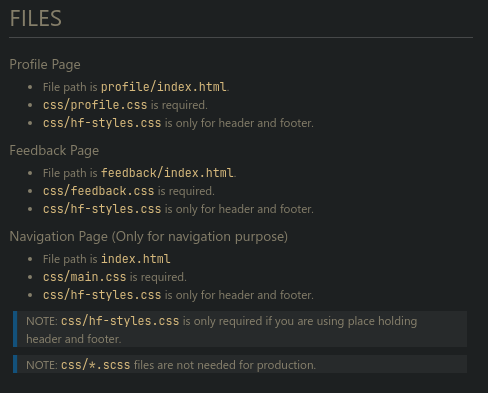 FILES
Profile Page
• File path is profile/index.html.
• css/profile.css is required.
• css/hf-styles.css is only for header and footer.
Feedback Page
• File path is feedback/index.html.
• css/feedback.css is required.
• css/hf-styles.css is only for header and footer.
Navigation Page (Only for navigation purpose)
• File path is index.html
• css/main.css is required.
• css/hf-styles.css is only for header and footer.
NOTE: css/hf-styles.css is only required if you are using place holding
header and footer.
NOTE: css/*.scss files are not needed for production.